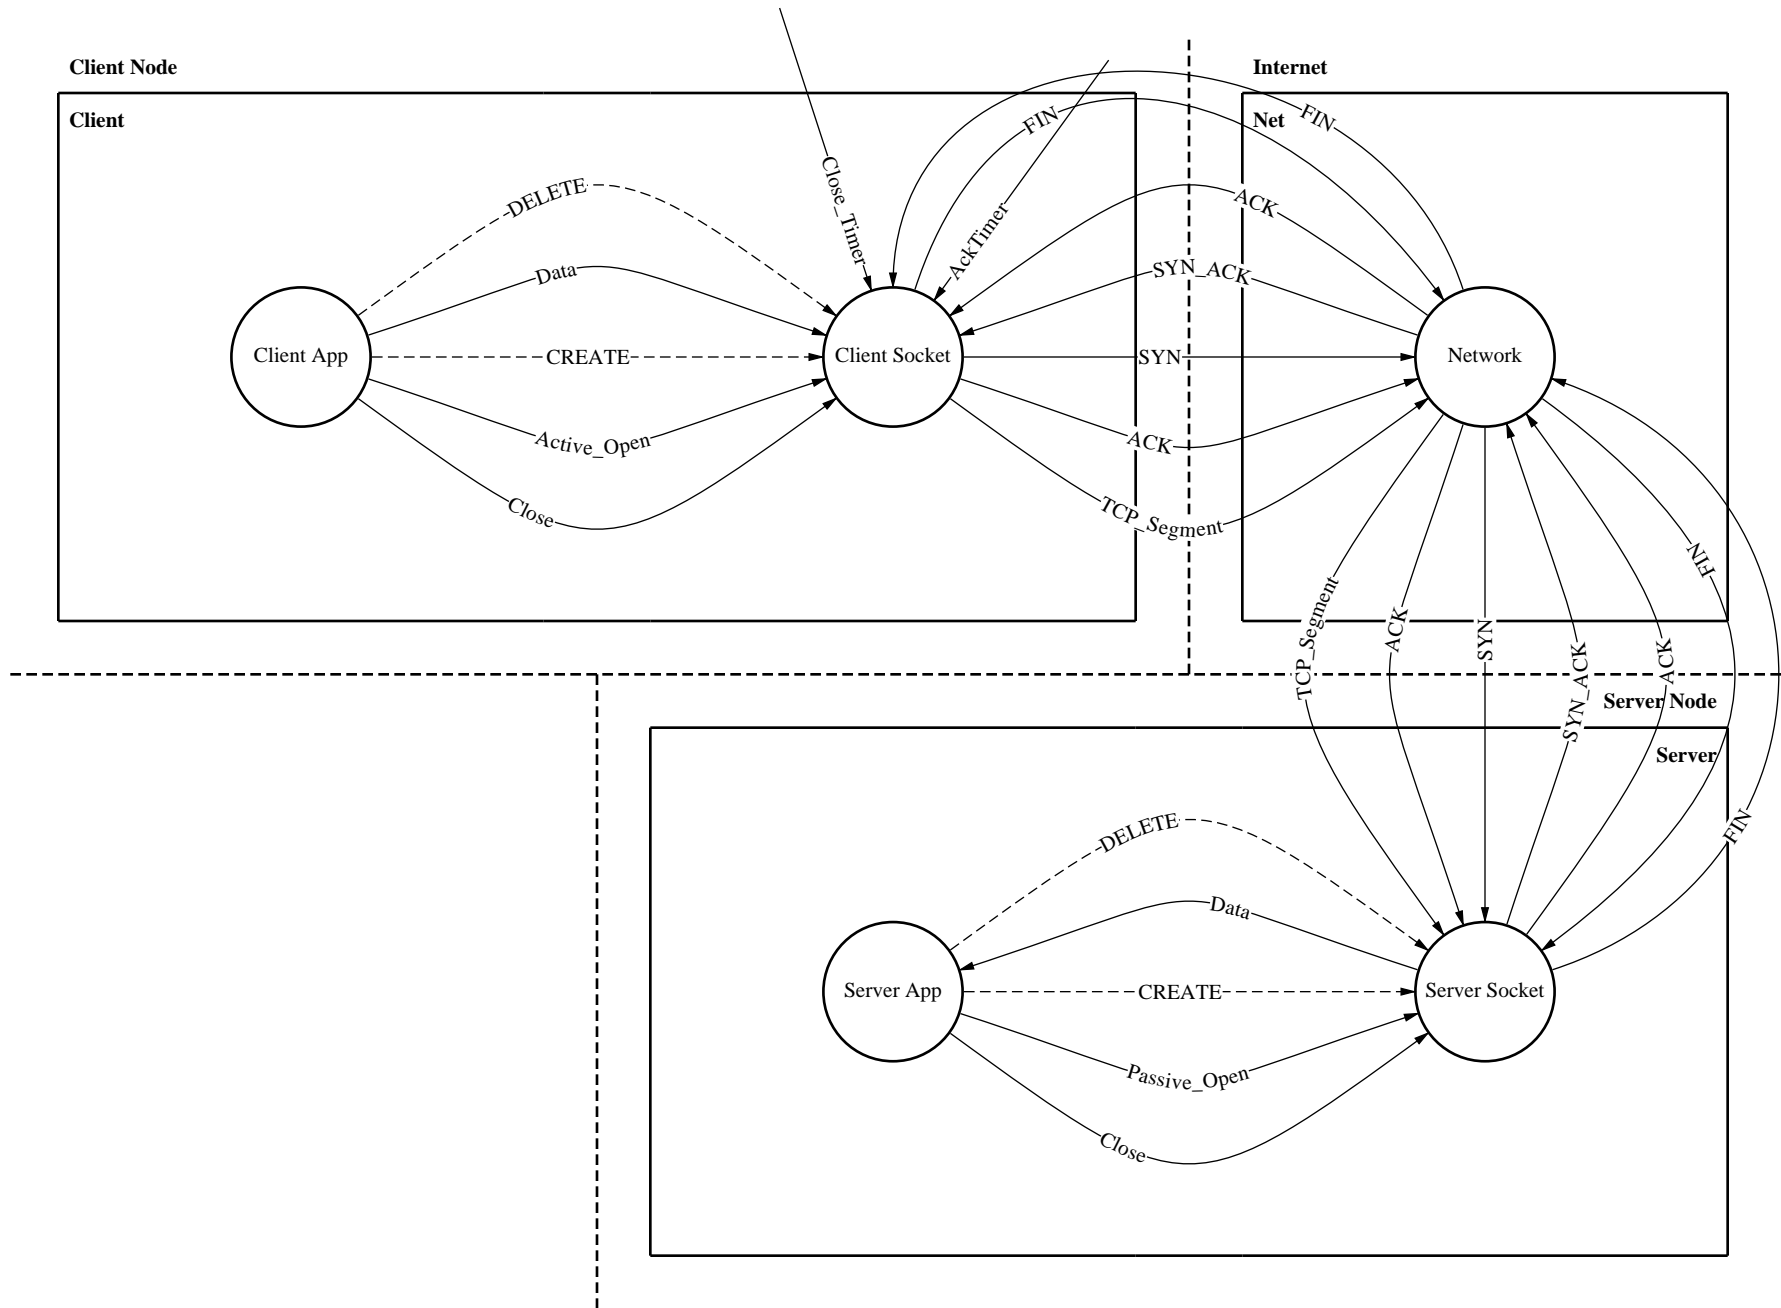 Client Node
Internet
Client
Net
FIN
FIN
Close_Timer
AckTimer
DELETE
ACK
Data
SYN_ACK
Client App
CREATE
Client Socket
SYN
Network
Active_Open
ACK
Close
TCP_Segment
FIN
TCP_Segment
ACK
SYN
SYN_ACK
ACK
Server Node
Server
FIN
DELETE
Data
Server App
CREATE
Server Socket
Passive_Open
Close